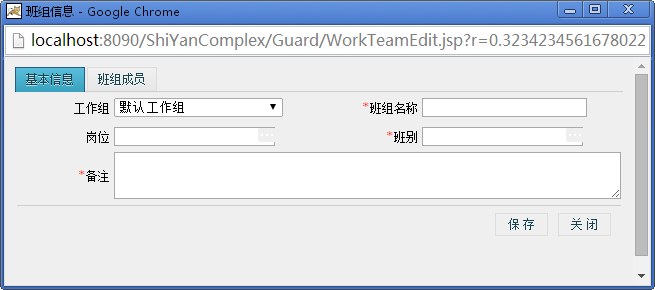 班组信息 - Google Chrome
localhost:8090/ShiYanComplex/Guard/WorkTeamEdit.jsp?r=0.3234234561678022
基本信息 班组成员
工作组 默认工作组 *班组名称
岗位 ... *班别 ...
*备注
保存 关闭